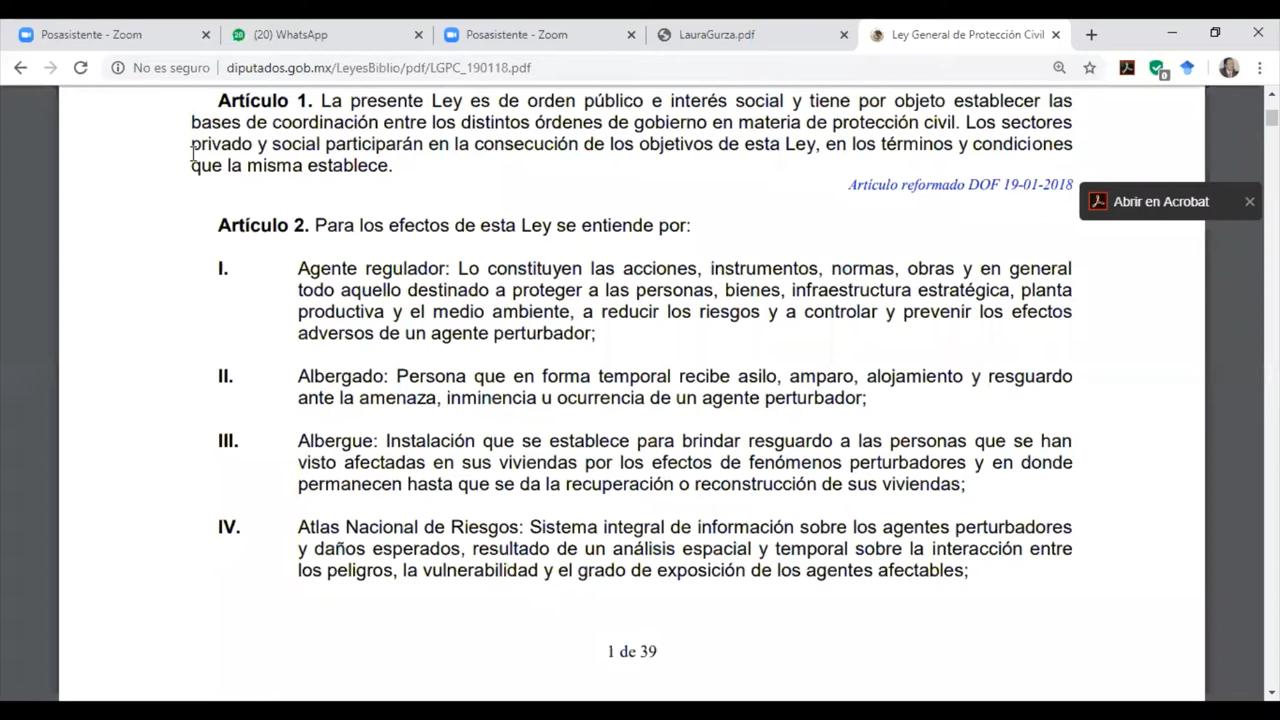 Posasistente - Zoom
(20) WhatsApp
Posasistente - Zoom
LauraGurza.pdf
Ley General de Protección Civil
No es seguro
deputados.gob.mx/LeyesBiblio/pdf/LGPC_190118.pdf
Artículo 1. La presente Ley es de orden público e interés social y tiene por objeto establecer las
bases de coordinación entre los distintos órdenes de gobierno en materia de protección civil. Los sectores
privado y social participarán en la consecución de los objetivos de esta Ley, en los términos y condiciones
que la misma establece.
Artículo reformado DOF 19-01-2018
Abrir en Acrobat
Artículo 2. Para los efectos de esta Ley se entiende por:
I. Agente regulador: Lo constituyen las acciones, instrumentos, normas, obras y en general
todo aquello destinado a proteger a las personas, bienes, infraestructura estratégica, planta
productiva y el medio ambiente, a reducir los riesgos y a controlar y prevenir los efectos
adversos de un agente perturbador;
II. Albergado: Persona que en forma temporal recibe asilo, amparo, alojamiento y resguardo
ante la amenaza, inminencia u ocurrencia de un agente perturbador;
III. Albergue: Instalación que se establece para brindar resguardo a las personas que se han
visto afectadas en sus viviendas por los efectos de fenómenos perturbadores y en donde
permanecen hasta que se da la recuperación o reconstrucción de sus viviendas;
IV. Atlas Nacional de Riesgos: Sistema integral de información sobre los agentes perturbadores
y daños esperados, resultado de un análisis espacial y temporal sobre la interacción entre
los peligros, la vulnerabilidad y el grado de exposición de los agentes afectables;
1 de 39